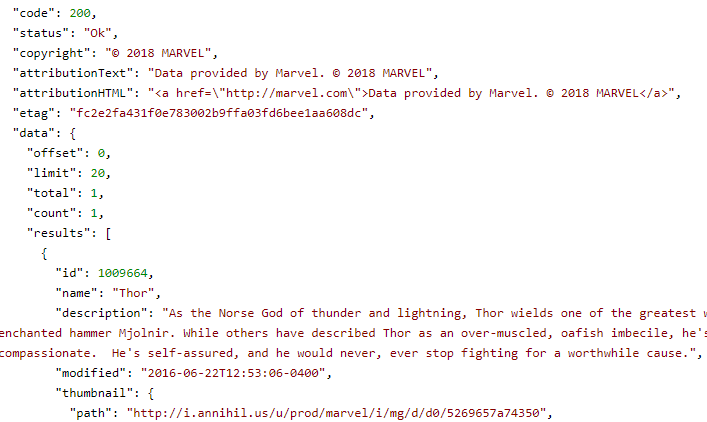 "code": 200,
"status": "Ok",
"copyright": "© 2018 MARVEL",
"attributionText": "Data provided by Marvel. © 2018 MARVEL",
"attributionHTML": "<a href=\"http://marvel.com\">Data provided by Marvel. © 2018 MARVEL</a>",
"etag": "fc2e2fa431f0e783002b9ffa03fd6bee1aa608dc",
"data": {
"offset": 0,
"limit": 20,
"total": 1,
"count": 1,
"results": [
{
"id": 1009664,
"name": "Thor",
"description": "As the Norse God of thunder and lightning, Thor wields one of the greatest
enchanted hammer Mjolnir. While others have described Thor as an over-muscled, oafish imbecile, he's
compassionate.  He's self-assured, and he would never, ever stop fighting for a worthwhile cause.",
"modified": "2016-06-22T12:53:06-0400",
"thumbnail": {
"path": "http://i.annihil.us/u/prod/marvel/i/mg/d/d0/5269657a74350",